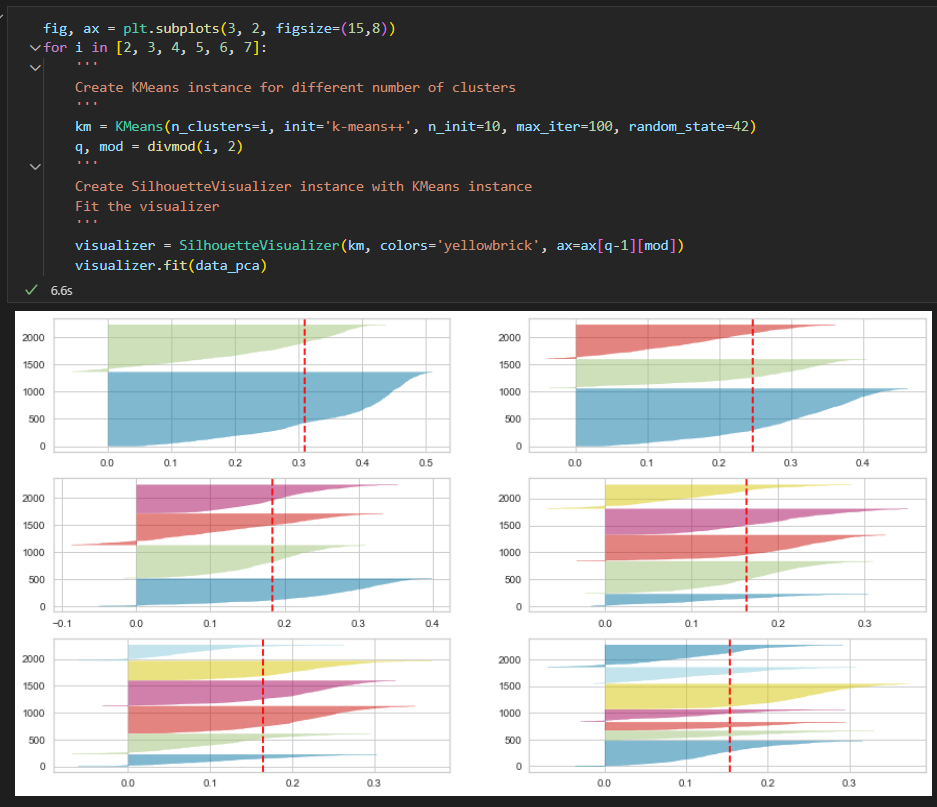 fig, ax = plt.subplots(3, 2, figsize=(15,8))
for i in [2, 3, 4, 5, 6, 7]:
'''
Create KMeans instance for different number of clusters
'''
km = KMeans(n_clusters=i, init='k-means++', n_init=10, max_iter=100, random_state=42)
q, mod = divmod(i, 2)
'''
Create SilhouetteVisualizer instance with KMeans instance
Fit the visualizer
'''
visualizer = SilhouetteVisualizer(km, colors='yellowbrick', ax=ax[q-1][mod])
visualizer.fit(data_pca)
6.6s
2000
1500
1000
500
0
0.0 0.1 0.2 0.3 0.4 0.5
2000
1500
1000
500
0
0.0 0.1 0.2 0.3 0.4
2000
1500
1000
500
0
−0.1 0.0 0.1 0.2 0.3 0.4
2000
1500
1000
500
0
0.0 0.1 0.2 0.3
2000
1500
1000
500
0
0.0 0.1 0.2 0.3
2000
1500
1000
500
0
0.0 0.1 0.2 0.3